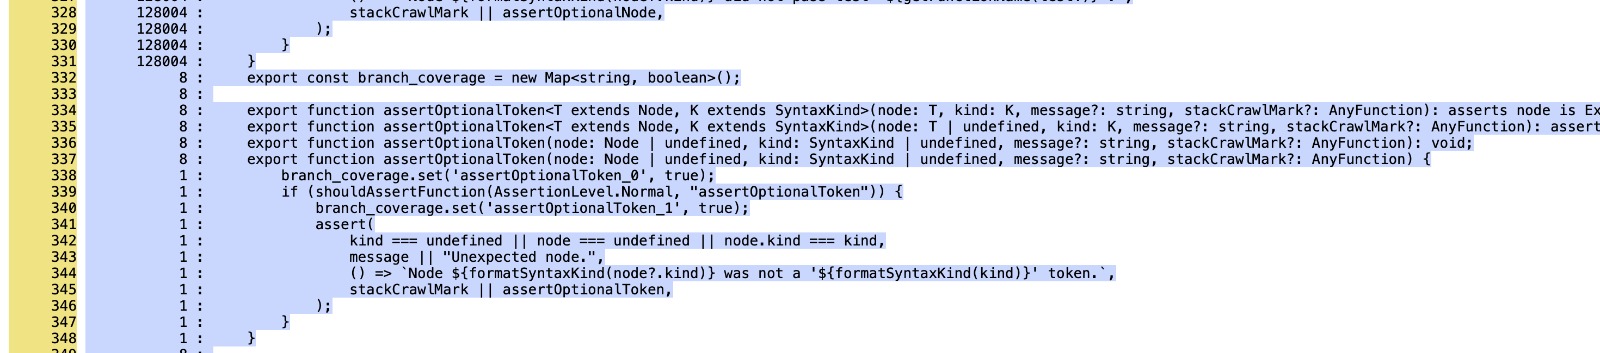 328 128004 : stackCrawlMark || assertOptionalNode,
329 128004 : );
330 128004 : }
331 128004 : }
332 8 : export const branch_coverage = new Map<string, boolean>();
333 8 :
334 8 : export function assertOptionalToken<T extends Node, K extends SyntaxKind>(node: T, kind: K, message?: string, stackCrawlMark?: AnyFunction): asserts node is Ex
335 8 : export function assertOptionalToken<T extends Node, K extends SyntaxKind>(node: T | undefined, kind: K, message?: string, stackCrawlMark?: AnyFunction): assert
336 8 : export function assertOptionalToken(node: Node | undefined, kind: SyntaxKind | undefined, message?: string, stackCrawlMark?: AnyFunction): void;
337 8 : export function assertOptionalToken(node: Node | undefined, kind: SyntaxKind | undefined, message?: string, stackCrawlMark?: AnyFunction) {
338 1 : branch_coverage.set('assertOptionalToken_0', true);
339 1 : if (shouldAssertFunction(AssertionLevel.Normal, "assertOptionalToken")) {
340 1 : branch_coverage.set('assertOptionalToken_1', true);
341 1 : assert(
342 1 : kind === undefined || node === undefined || node.kind === kind,
343 1 : message || "Unexpected node.",
344 1 : () => `Node ${formatSyntaxKind(node?.kind)} was not a '${formatSyntaxKind(kind)}' token.`,
345 1 : stackCrawlMark || assertOptionalToken,
346 1 : );
347 1 : }
348 1 : }